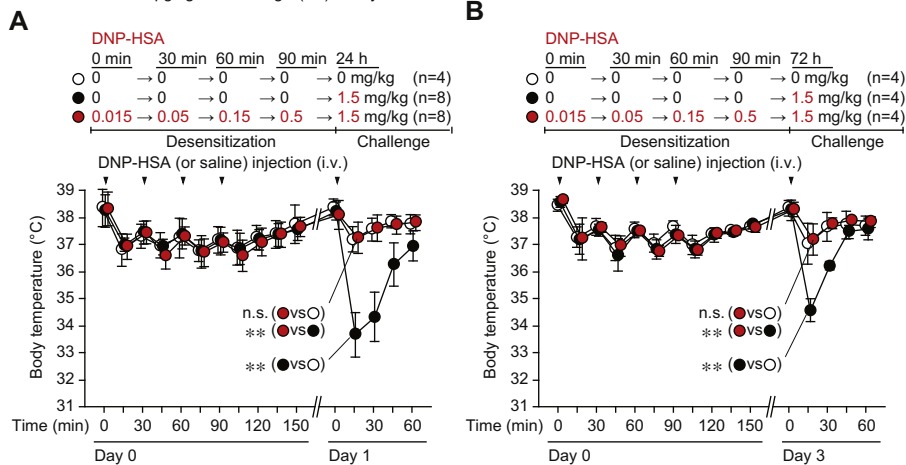 A
DNP-HSA
0 min 30 min 60 min 90 min 24 h
0 → 0 → 0 → 0 → 0 mg/kg (n=4)
0 → 0 → 0 → 0 → 1.5 mg/kg (n=8)
0.015 → 0.05 → 0.15 → 0.5 → 1.5 mg/kg (n=8)
Desensitization Challenge
DNP-HSA (or saline) injection (i.v.)
39
38
37
36
35
34
33
32
31
Body temperature (°C)
n.s. ( vs )
** ( vs )
** ( vs )
Time (min) 0 30 60 90 120 150 0 30 60
Day 0 Day 1
B
DNP-HSA
0 min 30 min 60 min 90 min 72 h
0 → 0 → 0 → 0 → 0 mg/kg (n=4)
0 → 0 → 0 → 0 → 1.5 mg/kg (n=4)
0.015 → 0.05 → 0.15 → 0.5 → 1.5 mg/kg (n=4)
Desensitization Challenge
DNP-HSA (or saline) injection (i.v.)
39
38
37
36
35
34
33
32
31
Body temperature (°C)
n.s. ( vs )
** ( vs )
** ( vs )
Time (min) 0 30 60 90 120 150 0 30 60
Day 0 Day 3